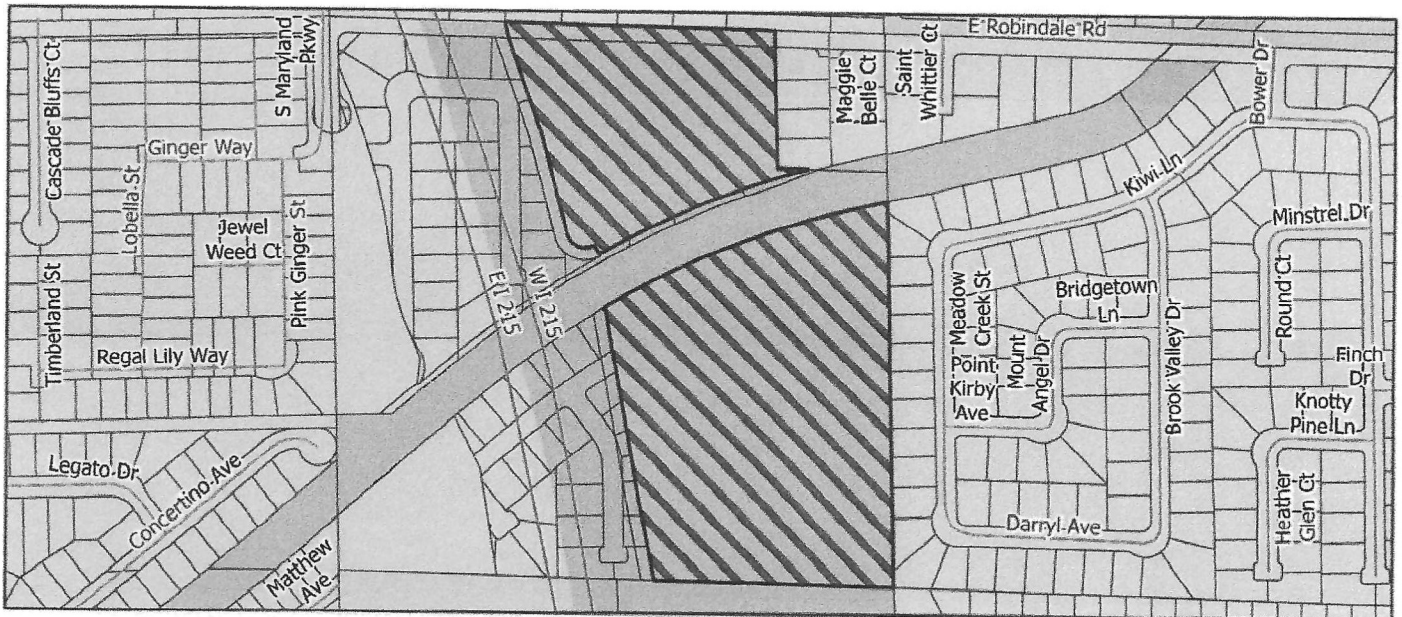 E Robindale Rd
Cascade Bluffs Ct
S Maryland
Pkwy
Maggie
Belle Ct
Saint
Whittier Ct
Bower Dr
Ginger Way
Lobella St
Jewel
Weed Ct
Pink Ginger St
Kiwi Ln
Minstrel Dr
Timberland St
Regal Lily Way
E I 215
W I 215
Meadow
Creek St
Bridgetown
Ln
Mount
Angel Dr
Point
Kirby
Ave
Brook Valley Dr
Round Ct
Finch
Dr
Knotty
Pine Ln
Legato Dr
Concertino Ave
Matthew
Ave
Darryl Ave
Heather
Glen Ct